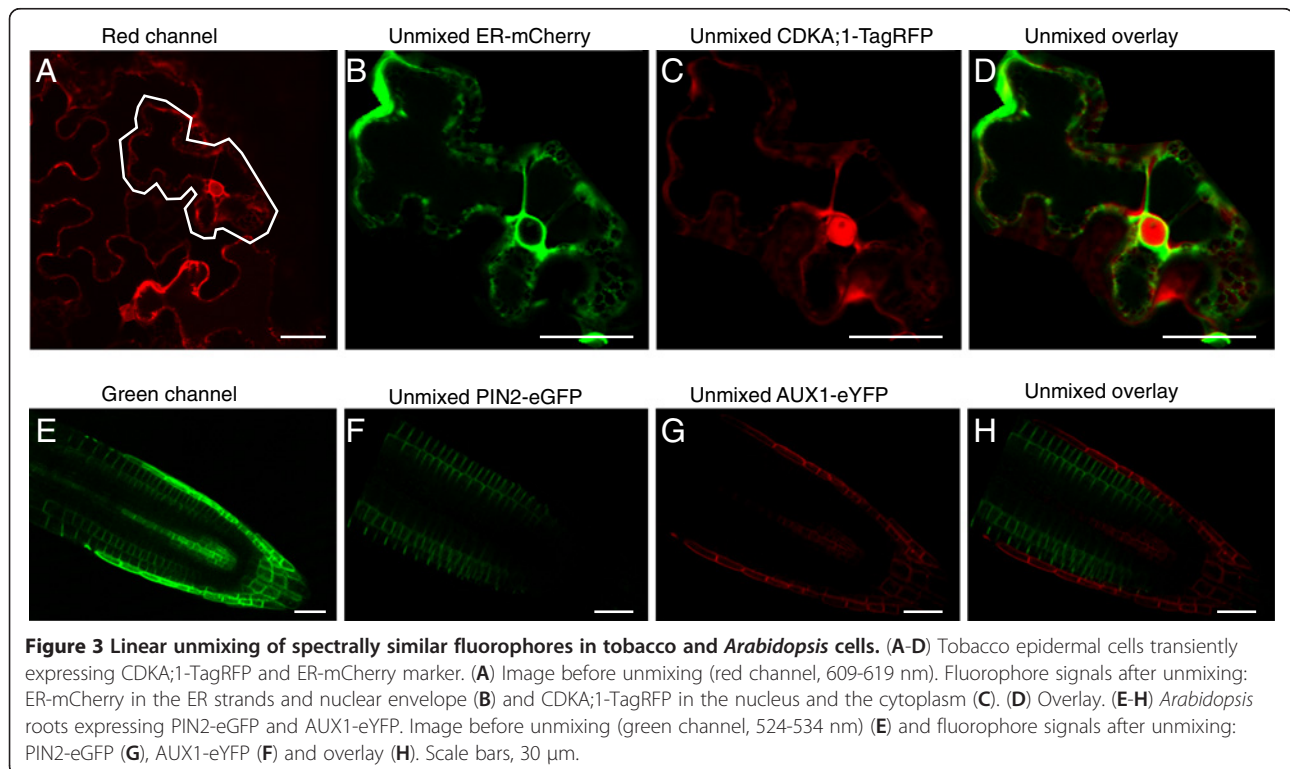 Red channel Unmixed ER-mCherry Unmixed CDKA;1-TagRFP Unmixed overlay
A B C D
Green channel Unmixed PIN2-eGFP Unmixed AUX1-eYFP Unmixed overlay
E F G H
Figure 3 Linear unmixing of spectrally similar fluorophores in tobacco and Arabidopsis cells. (A-D) Tobacco epidermal cells transiently
expressing CDKA;1-TagRFP and ER-mCherry marker. (A) Image before unmixing (red channel, 609-619 nm). Fluorophore signals after unmixing:
ER-mCherry in the ER strands and nuclear envelope (B) and CDKA;1-TagRFP in the nucleus and the cytoplasm (C). (D) Overlay. (E-H) Arabidopsis
roots expressing PIN2-eGFP and AUX1-eYFP. Image before unmixing (green channel, 524-534 nm) (E) and fluorophore signals after unmixing:
PIN2-eGFP (G), AUX1-eYFP (F) and overlay (H). Scale bars, 30 μm.